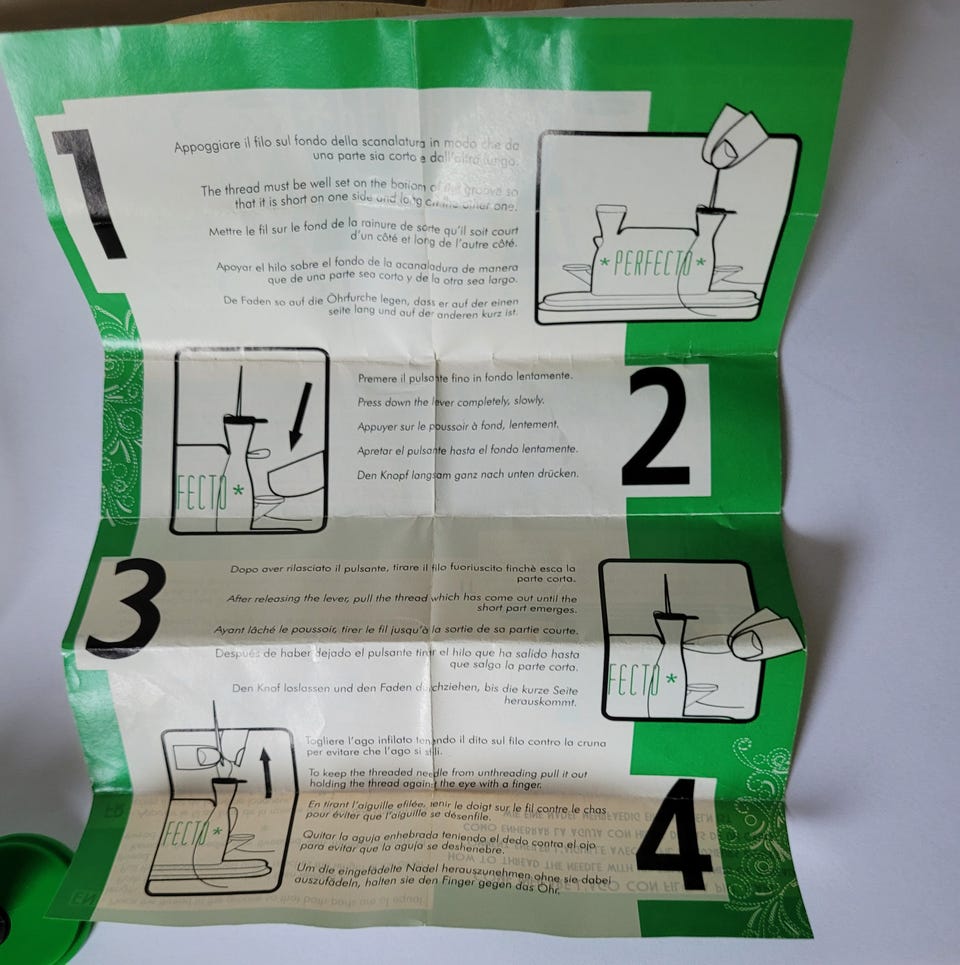 1
Appoggiare il filo sul fondo della scanalatura in modo che da
una parte sia corto e dall'altra lungo.
The thread must be well set on the bottom of the groove so
that it is short on one side and long on the other one.
Mettre le fil sur le fond de la rainure de sorte qu'il soit court
d'un côté et long de l'autre côté.
Apoyar el hilo sobre el fondo de la acanaladura de manera
que de una parte sea corto y de la otra sea largo.
De Faden so auf die Öhrfurche legen, dass er auf der einen
seite lang und auf der anderen kurz ist.
* PERFECTO *
2
Premere il pulsante fino in fondo lentamente.
Press down the lever completely, slowly.
Appuyer sur le poussoir à fond, lentement.
Apretar el pulsante hasta el fondo lentamente.
Den Knopf langsam ganz nach unten drücken.
FECTO *
3
Dopo aver rilasciato il pulsante, tirare il filo fuoriuscito finchè esca la
parte corta.
After releasing the lever, pull the thread which has come out until the
short part emerges.
Ayant lâché le poussoir, tirer le fil jusqu'à la sortie de sa partie courte.
Después de haber dejado el pulsante tirar el hilo que ha salido hasta
que salga la parte corta.
Den Knof loslassen und den Faden durchziehen, bis die kurze Seite
herauskommt.
FECTO *
4
Togliere l'ago infilato tenendo il dito sul filo contro la cruna
per evitare che l'ago si sfili.
To keep the threaded needle from unthreading pull it out
holding the thread against the eye with a finger.
En tirant l'aiguille efilée, tenir le doigt sur le fil contre le chas
pour éviter que l'aiguille se désenfile.
Quitar la aguja enhebrada teniendo el dedo contra el ojo
para evitar que la aguja se deshenebre.
Um die eingefädelte Nadel herauszunehmen ohne sie dabei
auszufädeln, halten sie den Finger gegen das Öhr.
FECTO *